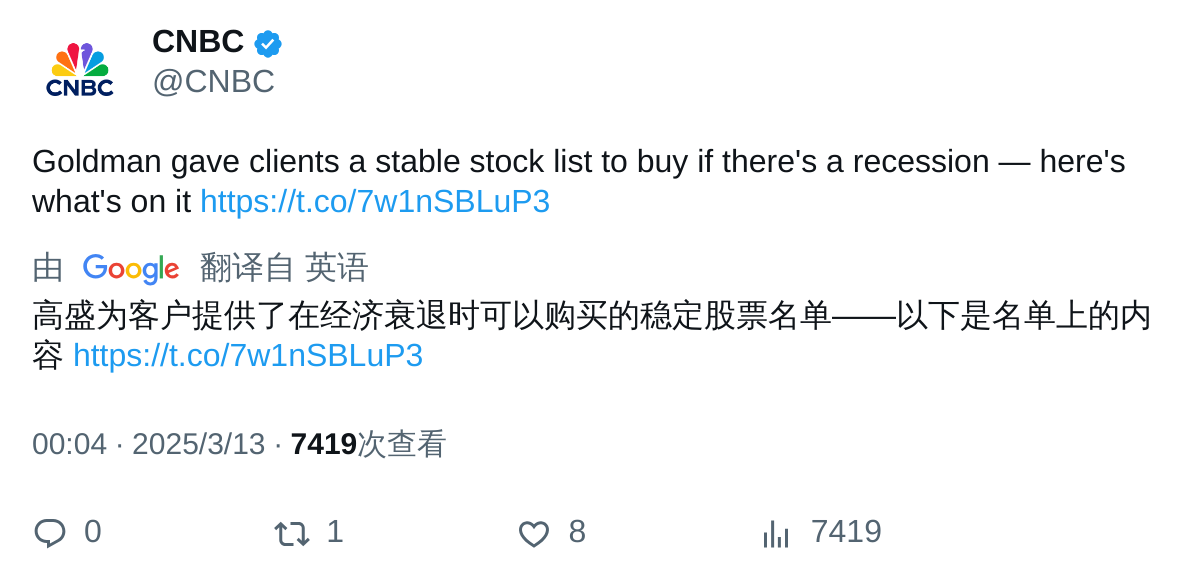 CNBC
CNBC
@CNBC
Goldman gave clients a stable stock list to buy if there's a recession — here's
what's on it https://t.co/7w1nSBLuP3
由 Google 翻译自 英语
高盛为客户提供了在经济衰退时可以购买的稳定股票名单——以下是名单上的内
容 https://t.co/7w1nSBLuP3
00:04 · 2025/3/13 · 7419次查看
0 1 8 7419